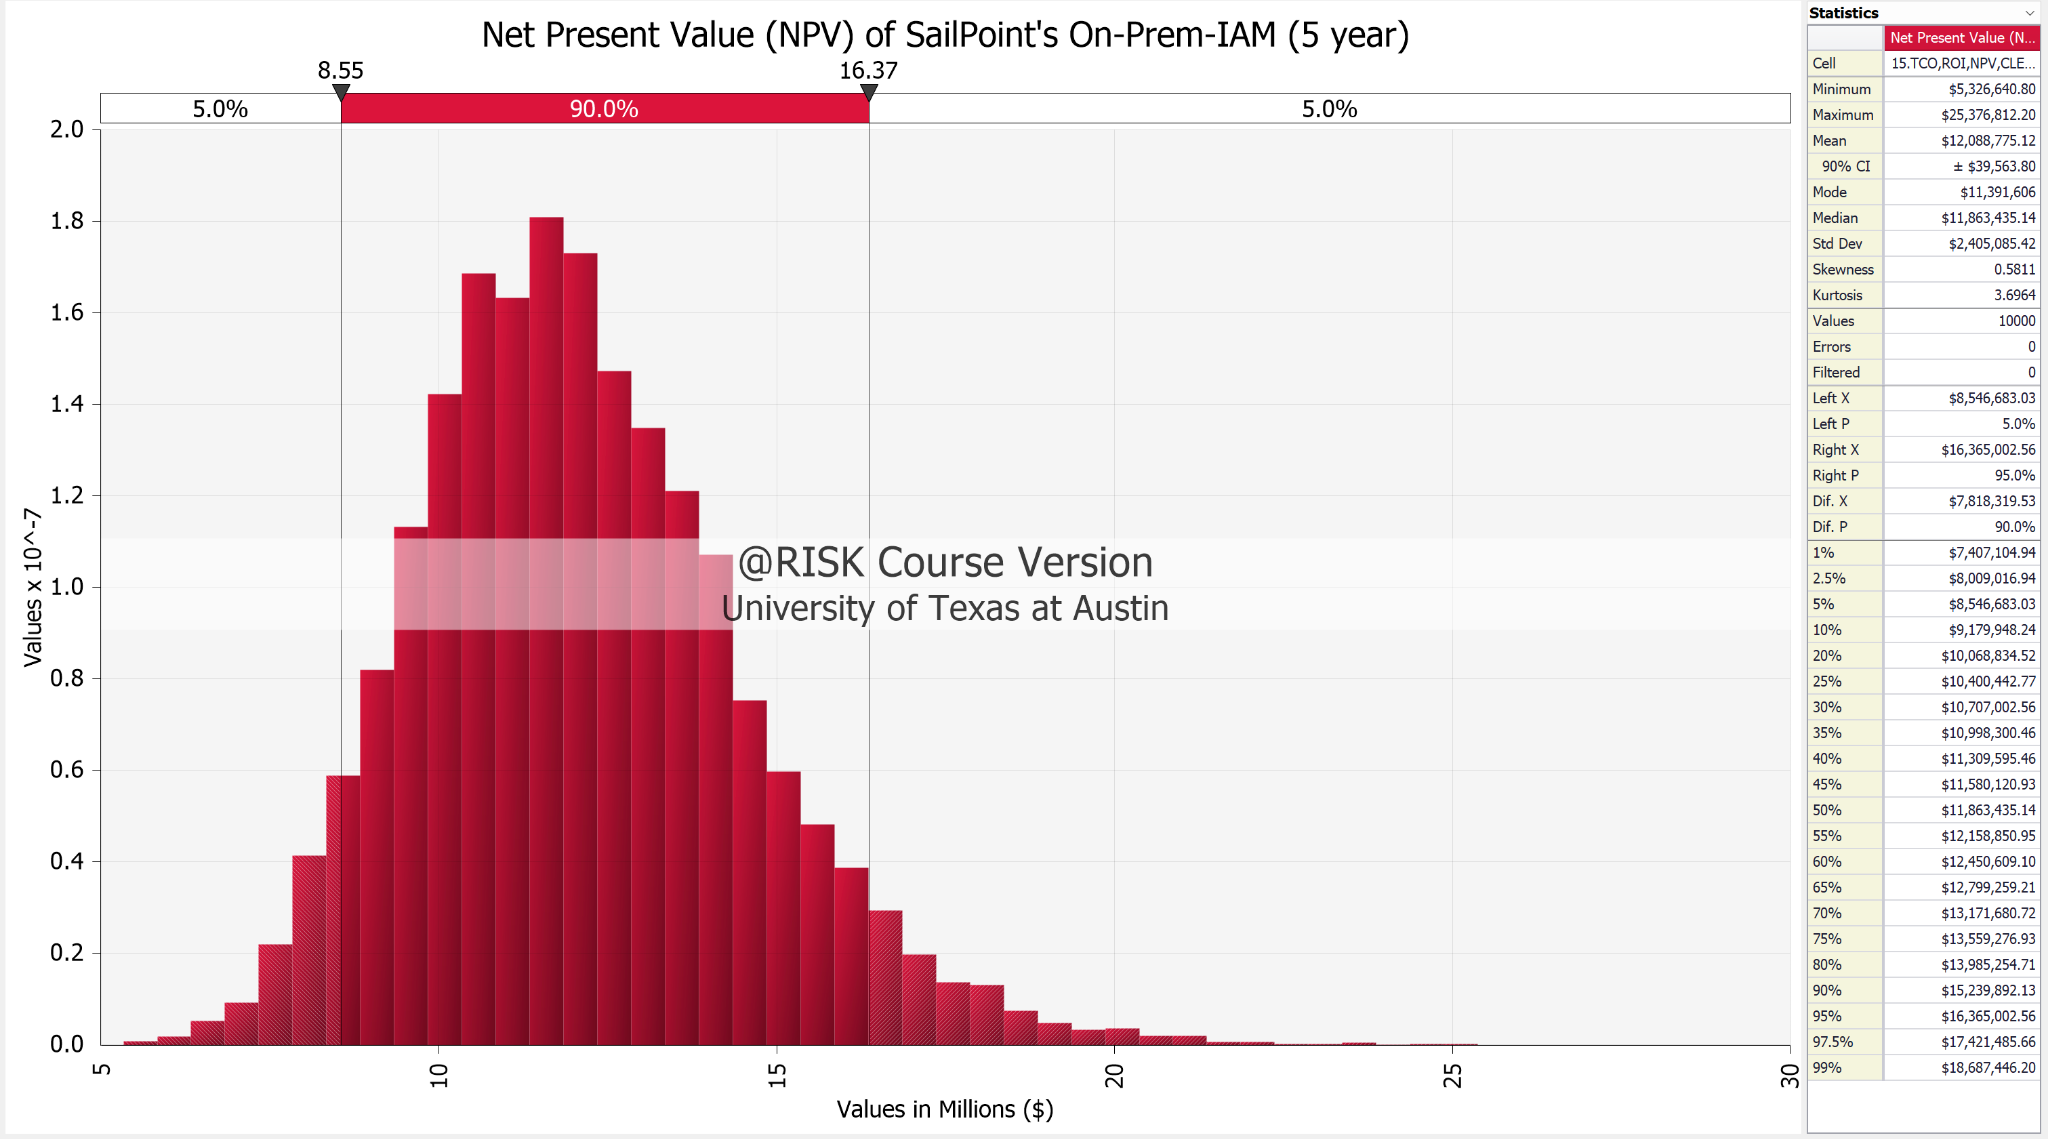 Net Present Value (NPV) of SailPoint's On-Prem-IAM (5 year)
8.55 16.37
5.0% 90.0% 5.0%
2.0
1.8
1.6
1.4
1.2
1.0
0.8
0.6
0.4
0.2
0.0
Values x 10^-7
@RISK Course Version
University of Texas at Austin
5 10 15 20 25 30
Values in Millions ($)
Statistics
Net Present Value (N...
Cell 15.TCO,ROI,NPV,CLE...
Minimum $5,326,640.80
Maximum $25,376,812.20
Mean $12,088,775.12
90% CI ± $39,563.80
Mode $11,391,606
Median $11,863,435.14
Std Dev $2,405,085.42
Skewness 0.5811
Kurtosis 3.6964
Values 10000
Errors 0
Filtered 0
Left X $8,546,683.03
Left P 5.0%
Right X $16,365,002.56
Right P 95.0%
Dif. X $7,818,319.53
Dif. P 90.0%
1% $7,407,104.94
2.5% $8,009,016.94
5% $8,546,683.03
10% $9,179,948.24
20% $10,068,834.52
25% $10,400,442.77
30% $10,707,002.56
35% $10,998,300.46
40% $11,309,595.46
45% $11,580,120.93
50% $11,863,435.14
55% $12,158,850.95
60% $12,450,609.10
65% $12,799,259.21
70% $13,171,680.72
75% $13,559,276.93
80% $13,985,254.71
90% $15,239,892.13
95% $16,365,002.56
97.5% $17,421,485.66
99% $18,687,446.20